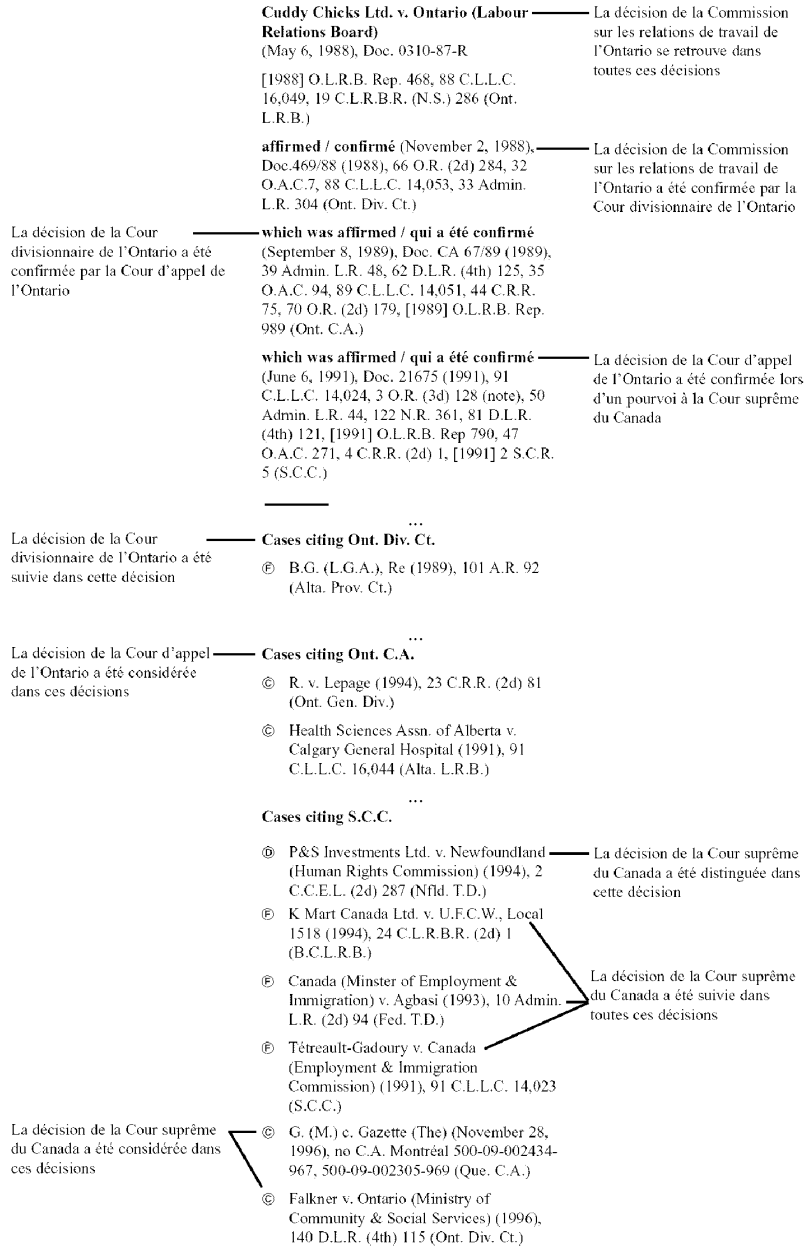 Cuddy Chicks Ltd. v. Ontario (Labour
Relations Board)
(May 6, 1988), Doc. 0310-87-R
[1988] O.L.R.B. Rep. 468, 88 C.L.L.C.
16,049, 19 C.L.R.B.R. (N.S.) 286 (Ont.
L.R.B.)
La décision de la Commission
sur les relations de travail de
l'Ontario se retrouve dans
toutes ces décisions
affirmed / confirmé (November 2, 1988),
Doc.469/88 (1988), 66 O.R. (2d) 284, 32
O.A.C.7, 88 C.L.L.C. 14,053, 33 Admin.
L.R. 304 (Ont. Div. Ct.)
La décision de la Commission
sur les relations de travail de
l'Ontario a été confirmée par la
Cour divisionnaire de l'Ontario
La décision de la Cour
divisionnaire de l'Ontario a été
confirmée par la Cour d'appel de
l'Ontario
which was affirmed / qui a été confirmé
(September 8, 1989), Doc. CA 67/89 (1989),
39 Admin. L.R. 48, 62 D.L.R. (4th) 125, 35
O.A.C. 94, 89 C.L.L.C. 14,051, 44 C.R.R.
75, 70 O.R. (2d) 179, [1989] O.L.R.B. Rep.
989 (Ont. C.A.)
which was affirmed / qui a été confirmé
(June 6, 1991), Doc. 21675 (1991), 91
C.L.L.C. 14,024, 3 O.R. (3d) 128 (note), 50
Admin. L.R. 44, 122 N.R. 361, 81 D.L.R.
(4th) 121, [1991] O.L.R.B. Rep 790, 47
O.A.C. 271, 4 C.R.R. (2d) 1, [1991] 2 S.C.R.
5 (S.C.C.)
La décision de la Cour d'appel
de l'Ontario a été confirmée lors
d'un pourvoi à la Cour suprême
du Canada
...
La décision de la Cour
divisionnaire de l'Ontario a été
suivie dans cette décision
Cases citing Ont. Div. Ct.
Ⓕ B.G. (L.G.A.), Re (1989), 101 A.R. 92
(Alta. Prov. Ct.)
...
La décision de la Cour d'appel
de l'Ontario a été considérée
dans ces décisions
Cases citing Ont. C.A.
Ⓒ R. v. Lepage (1994), 23 C.R.R. (2d) 81
(Ont. Gen. Div.)
Ⓒ Health Sciences Assn. of Alberta v.
Calgary General Hospital (1991), 91
C.L.L.C. 16,044 (Alta. L.R.B.)
...
Cases citing S.C.C.
Ⓓ P&S Investments Ltd. v. Newfoundland
(Human Rights Commission) (1994), 2
C.C.E.L. (2d) 287 (Nfld. T.D.)
La décision de la Cour suprême
du Canada a été distinguée dans
cette décision
Ⓕ K Mart Canada Ltd. v. U.F.C.W., Local
1518 (1994), 24 C.L.R.B.R. (2d) 1
(B.C.L.R.B.)
Ⓕ Canada (Minster of Employment &
Immigration) v. Agbasi (1993), 10 Admin.
L.R. (2d) 94 (Fed. T.D.)
La décision de la Cour suprême
du Canada a été suivie dans
toutes ces décisions
Ⓕ Tétreault-Gadoury v. Canada
(Employment & Immigration
Commission) (1991), 91 C.L.L.C. 14,023
(S.C.C.)
La décision de la Cour suprême
du Canada a été considérée dans
ces décisions
Ⓒ G. (M.) c. Gazette (The) (November 28,
1996), no C.A. Montréal 500-09-002434-
967, 500-09-002305-969 (Que. C.A.)
Ⓒ Falkner v. Ontario (Ministry of
Community & Social Services) (1996),
140 D.L.R. (4th) 115 (Ont. Div. Ct.)